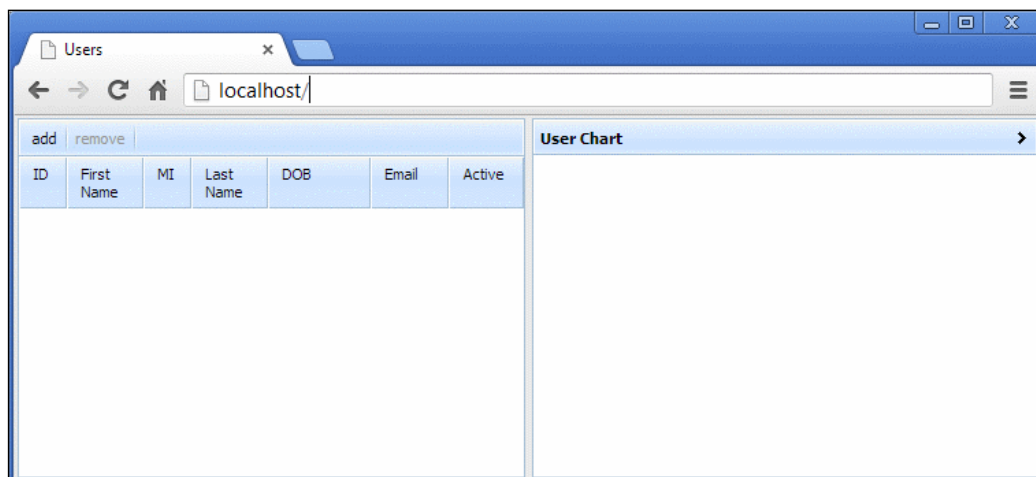 Users
localhost/
add remove
User Chart
ID First Name MI Last Name DOB Email Active